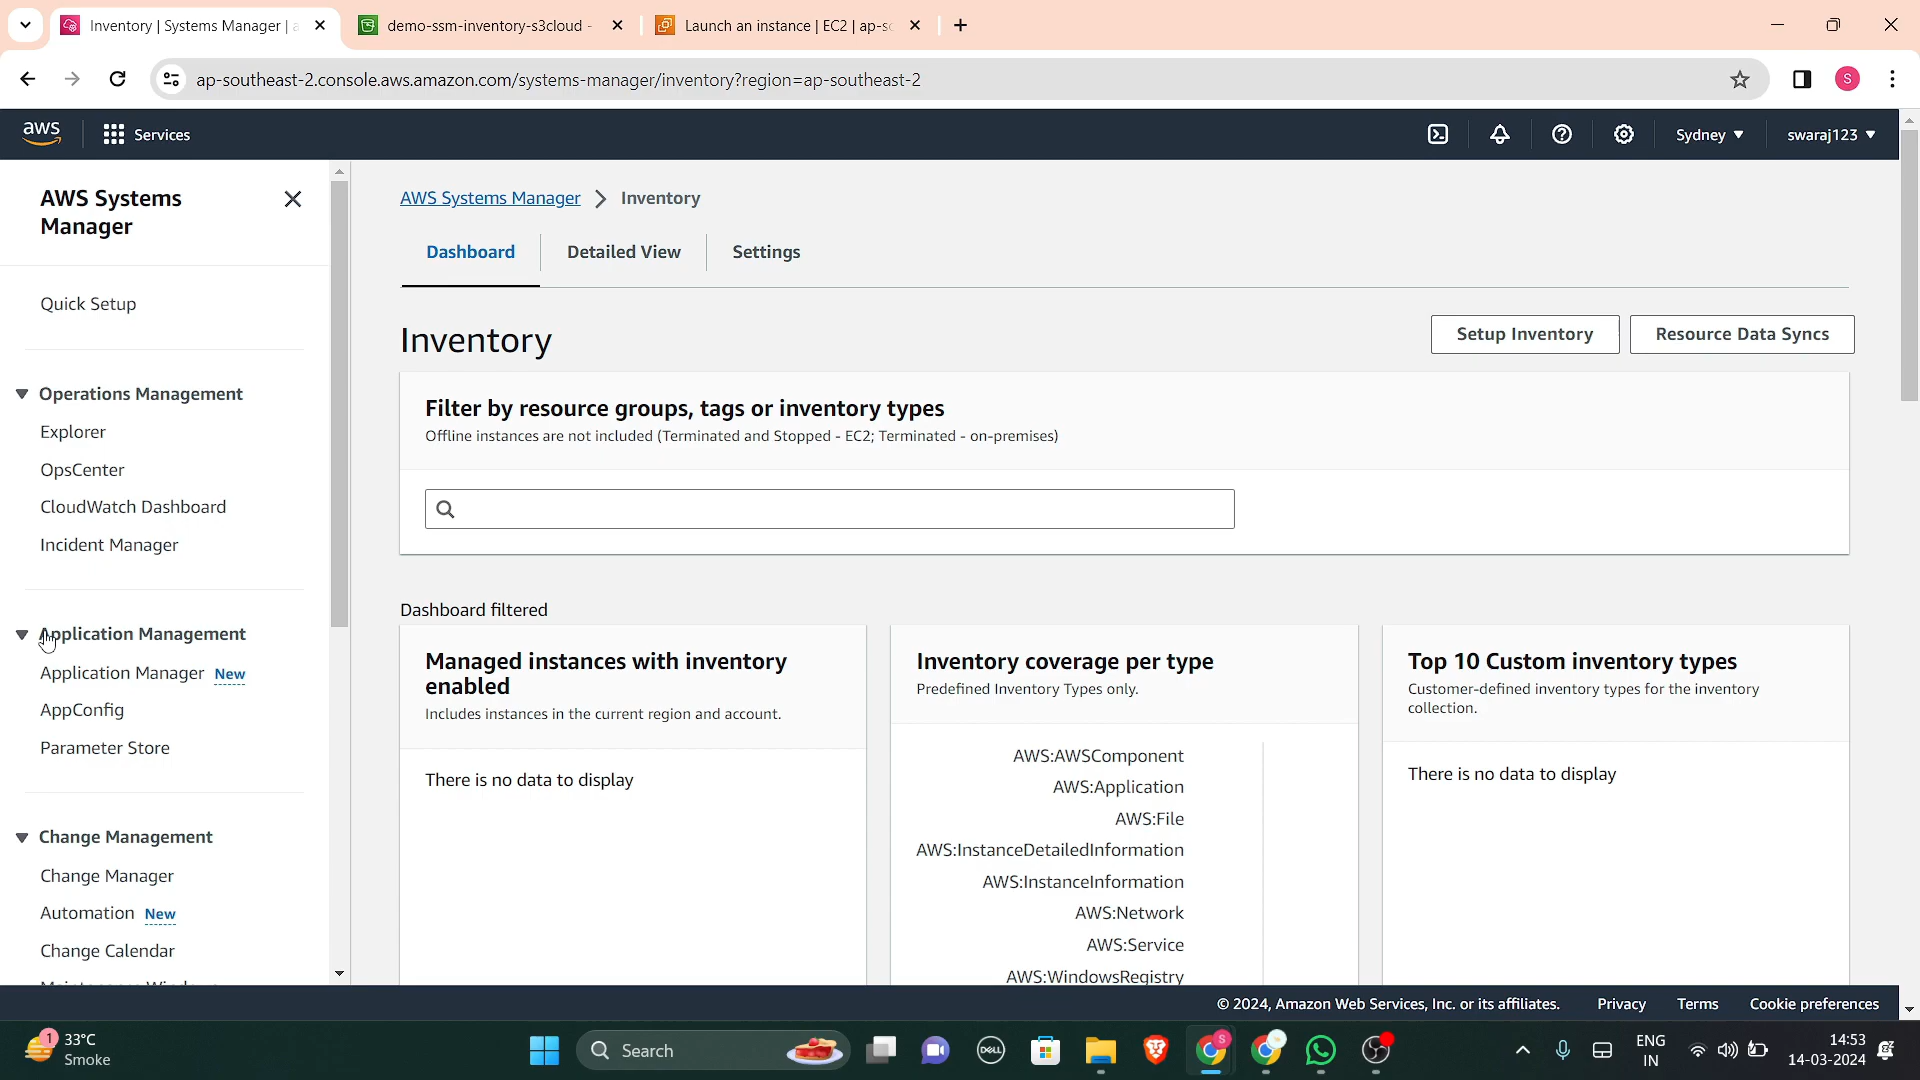 Inventory | Systems Manager |
demo-ssm-inventory-s3cloud -
Launch an instance | EC2 | ap-sc
ap-southeast-2.console.aws.amazon.com/systems-manager/inventory?region=ap-southeast-2
S
aws
Services
Sydney
swaraj123
AWS Systems
Manager
Quick Setup
Operations Management
Explorer
OpsCenter
CloudWatch Dashboard
Incident Manager
Application Management
Application Manager New
AppConfig
Parameter Store
Change Management
Change Manager
Automation New
Change Calendar
AWS Systems Manager > Inventory
Dashboard
Detailed View
Settings
Inventory
Setup Inventory
Resource Data Syncs
Filter by resource groups, tags or inventory types
Offline instances are not included (Terminated and Stopped - EC2; Terminated - on-premises)
Dashboard filtered
Managed instances with inventory
enabled
Includes instances in the current region and account.
There is no data to display
Inventory coverage per type
Predefined Inventory Types only.
AWS:AWSComponent
AWS:Application
AWS:File
AWS:InstanceDetailedInformation
AWS:InstanceInformation
AWS:Network
AWS:Service
AWS:WindowsRegistry
Top 10 Custom inventory types
Customer-defined inventory types for the inventory
collection.
There is no data to display
© 2024, Amazon Web Services, Inc. or its affiliates.
Privacy
Terms
Cookie preferences
1
33°C
Smoke
Search
DELL
S
ENG
IN
14:53
14-03-2024